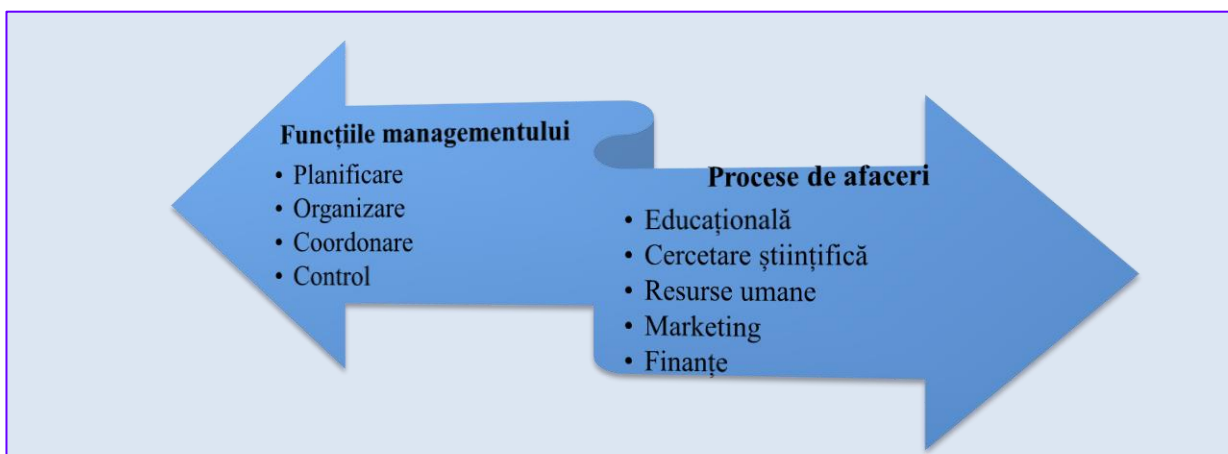 Funcțiile managementului
• Planificare
• Organizare
• Coordonare
• Control
Procese de afaceri
• Educațională
• Cercetare științifică
• Resurse umane
• Marketing
• Finanțe